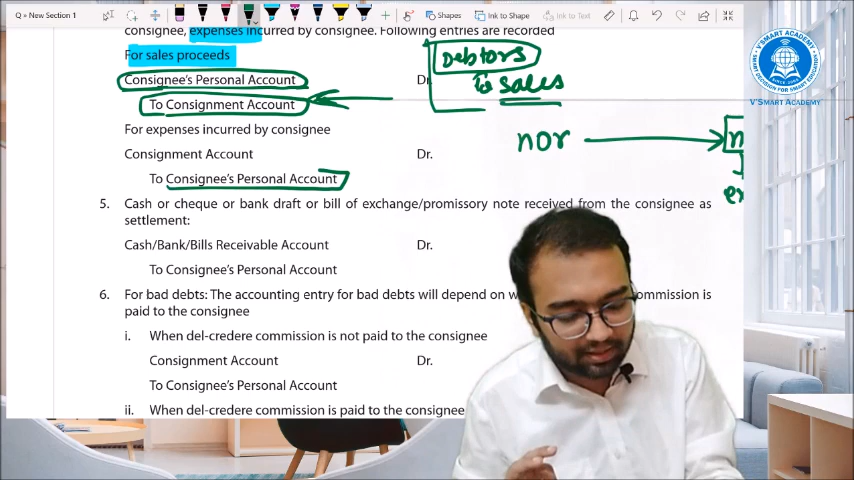 Q » New Section 1
Shapes
Ink to Shape
Ink to Text
consignee, expenses incurred by consignee. Following entries are recorded
For sales proceeds
Consignee's Personal Account Dr.
To Consignment Account
Debtors
To Sales
For expenses incurred by consignee
nor
Consignment Account Dr.
To Consignee's Personal Account
5. Cash or cheque or bank draft or bill of exchange/promissory note received from the consignee as
settlement:
Cash/Bank/Bills Receivable Account Dr.
To Consignee's Personal Account
6. For bad debts: The accounting entry for bad debts will depend on commission is
paid to the consignee
i. When del-credere commission is not paid to the consignee
Consignment Account Dr.
To Consignee's Personal Account
ii. When del-credere commission is paid to the consignee
V'SMART ACADEMY
V'SMART ACADEMY